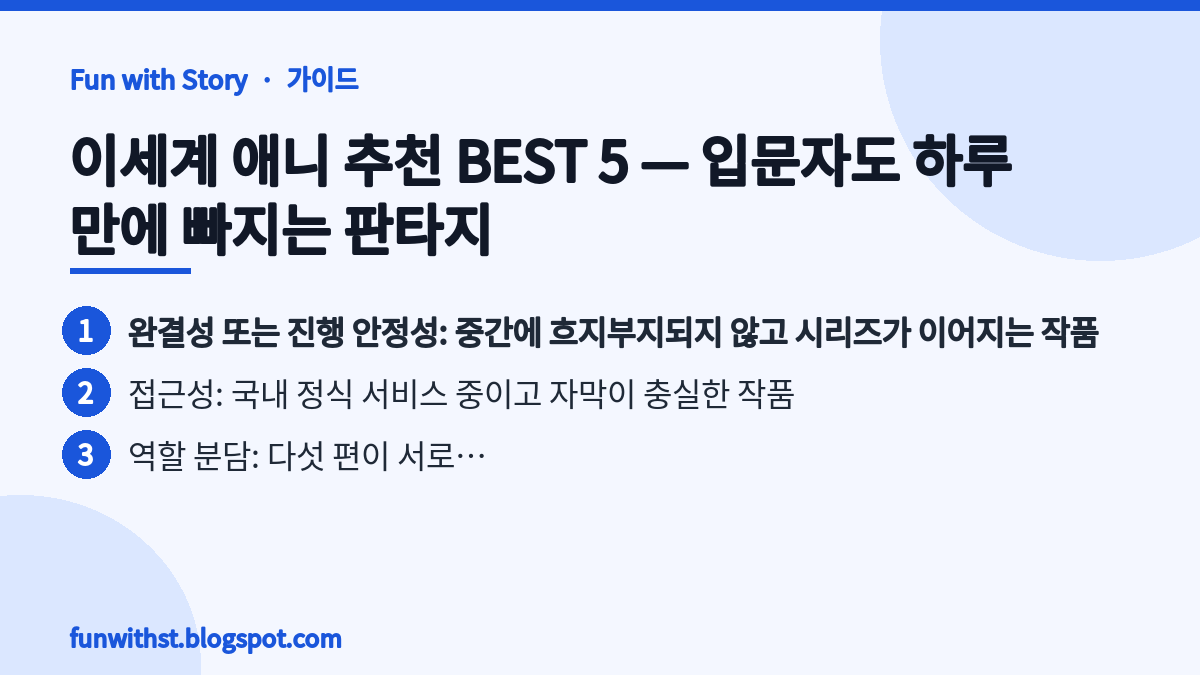 Fun with Story · 가이드
이세계 애니 추천 BEST 5 — 입문자도 하루
만에 빠지는 판타지
1 완결성 또는 진행 안정성: 중간에 흐지부지되지 않고 시리즈가 이어지는 작품
2 접근성: 국내 정식 서비스 중이고 자막이 충실한 작품
3 역할 분담: 다섯 편이 서로…
funwithst.blogspot.com